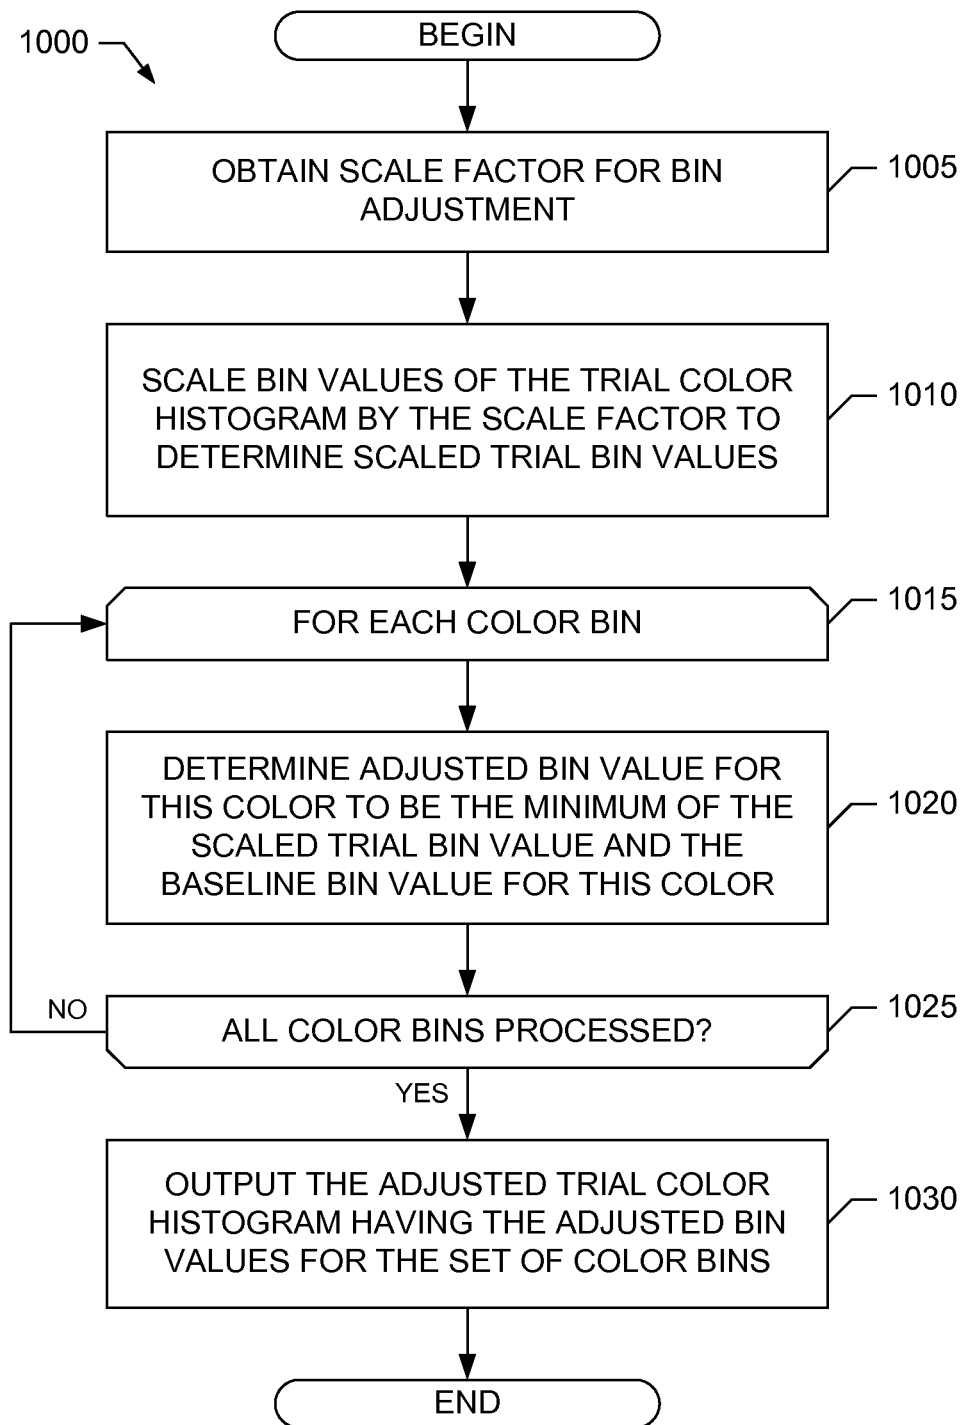 1000
BEGIN
OBTAIN SCALE FACTOR FOR BIN
ADJUSTMENT
1005
SCALE BIN VALUES OF THE TRIAL COLOR
HISTOGRAM BY THE SCALE FACTOR TO
DETERMINE SCALED TRIAL BIN VALUES
1010
FOR EACH COLOR BIN
1015
DETERMINE ADJUSTED BIN VALUE FOR
THIS COLOR TO BE THE MINIMUM OF THE
SCALED TRIAL BIN VALUE AND THE
BASELINE BIN VALUE FOR THIS COLOR
1020
NO
ALL COLOR BINS PROCESSED?
1025
YES
OUTPUT THE ADJUSTED TRIAL COLOR
HISTOGRAM HAVING THE ADJUSTED BIN
VALUES FOR THE SET OF COLOR BINS
1030
END